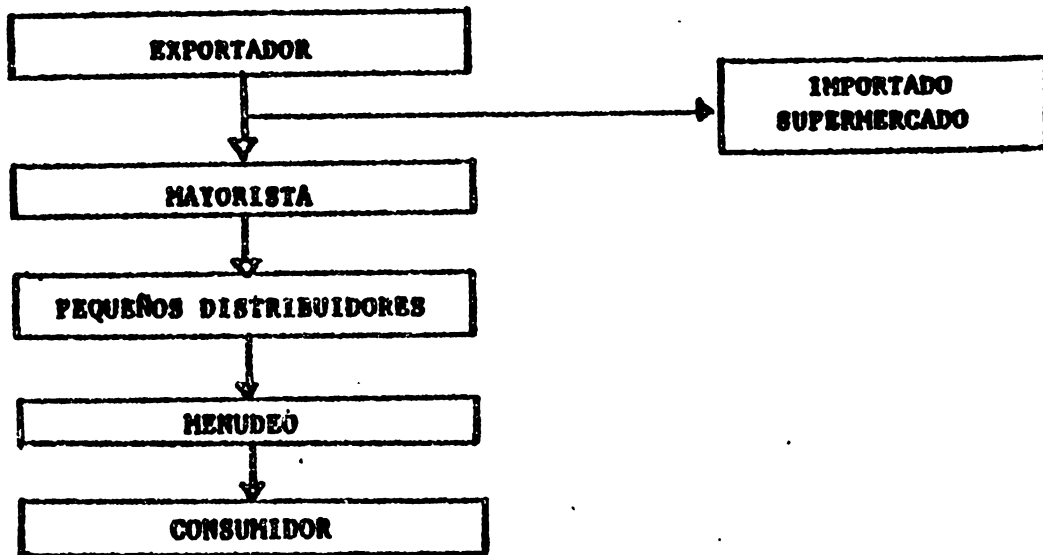 EXPORTADOR
IMPORTADO
SUPERMERCADO
MAYORISTA
PEQUEÑOS DISTRIBUIDORES
MENUDEO
CONSUMIDOR